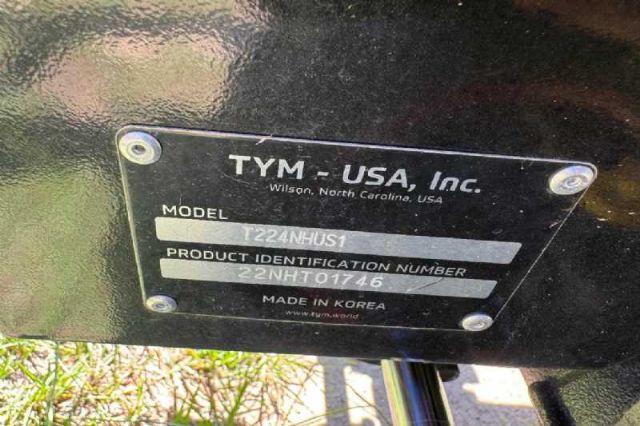 TYM - USA, Inc.
Wilson, North Carolina, USA
MODEL
T224NHUS1
PRODUCT IDENTIFICATION NUMBER
22NHT01746
MADE IN KOREA
www.tym.world